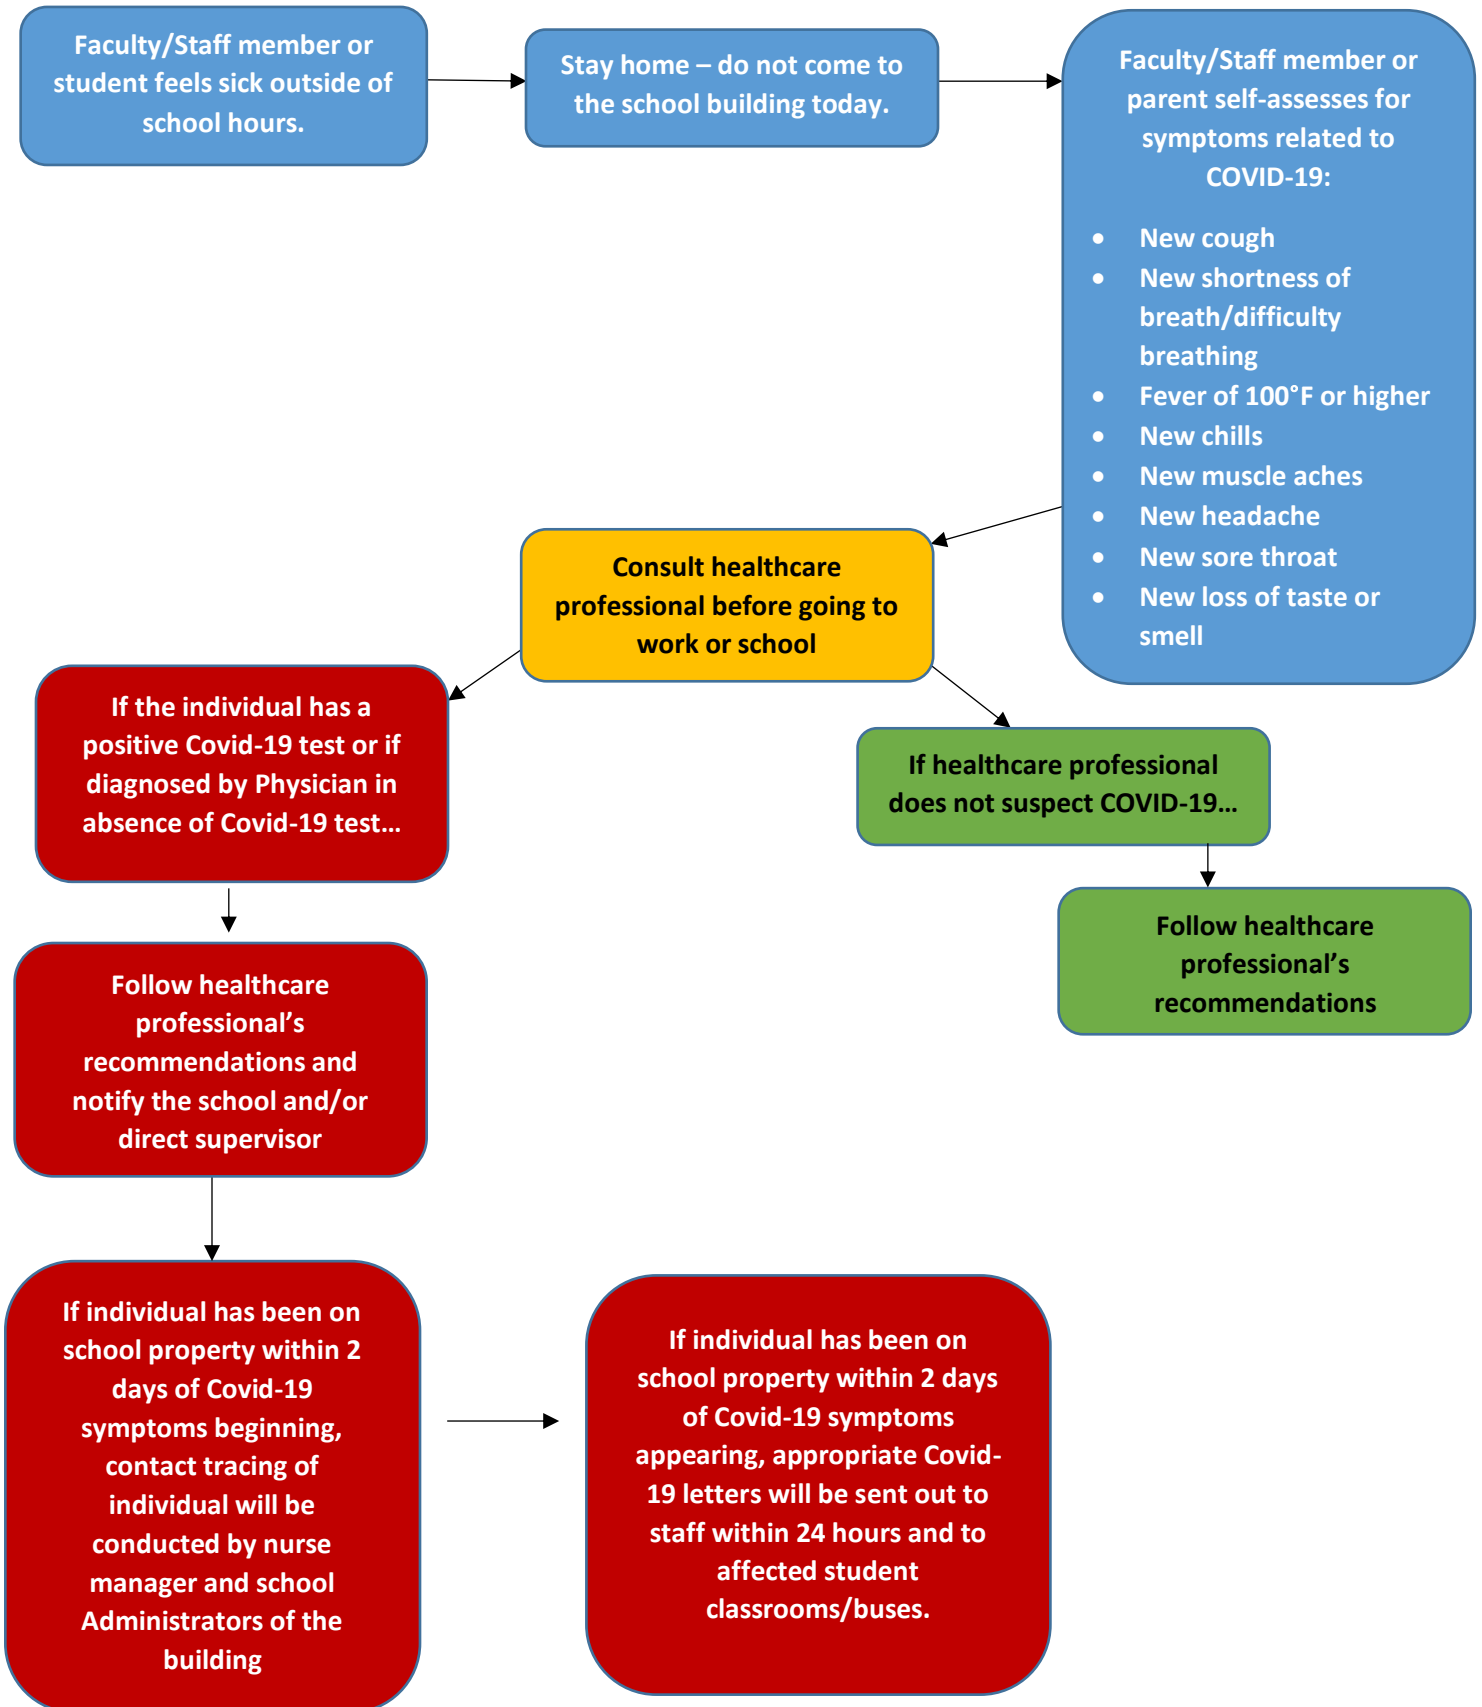 Faculty/Staff member or
student feels sick outside of
school hours.
Stay home – do not come to
the school building today.
Faculty/Staff member or
parent self-assesses for
symptoms related to
COVID-19:
• New cough
• New shortness of
breath/difficulty
breathing
• Fever of 100°F or higher
• New chills
• New muscle aches
• New headache
• New sore throat
• New loss of taste or
smell
Consult healthcare
professional before going to
work or school
If the individual has a
positive Covid-19 test or if
diagnosed by Physician in
absence of Covid-19 test…
If healthcare professional
does not suspect COVID-19…
Follow healthcare
professional’s
recommendations
Follow healthcare
professional’s
recommendations and
notify the school and/or
direct supervisor
If individual has been on
school property within 2
days of Covid-19
symptoms beginning,
contact tracing of
individual will be
conducted by nurse
manager and school
Administrators of the
building
If individual has been on
school property within 2 days
of Covid-19 symptoms
appearing, appropriate Covid-
19 letters will be sent out to
staff within 24 hours and to
affected student
classrooms/buses.